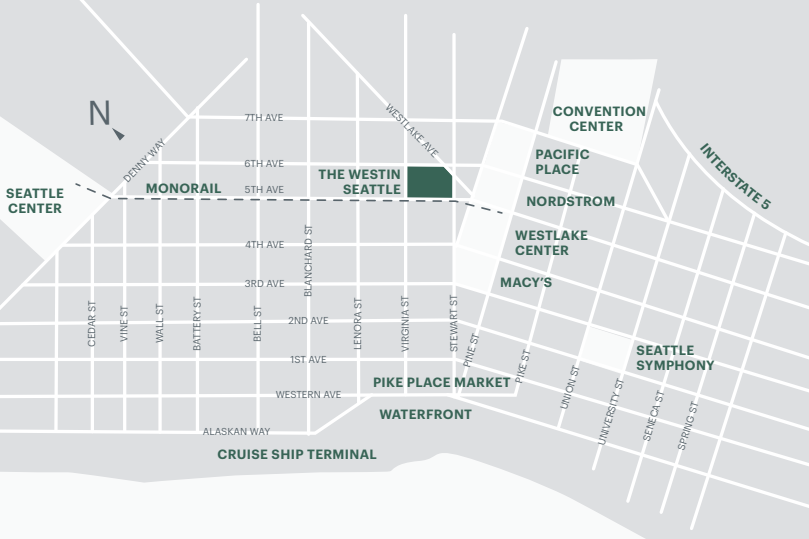 N
7TH AVE
WESTLAKE AVE
CONVENTION
CENTER
DENNY WAY
6TH AVE
PACIFIC
PLACE
INTERSTATE 5
THE WESTIN
SEATTLE
MONORAIL
5TH AVE
SEATTLE
CENTER
NORDSTROM
WESTLAKE
CENTER
4TH AVE
BLANCHARD ST
3RD AVE
MACY'S
CEDAR ST
VINE ST
WALL ST
BATTERY ST
BELL ST
2ND AVE
LENORA ST
VIRGINIA ST
STEWART ST
PINE ST
PIKE ST
1ST AVE
SEATTLE
SYMPHONY
PIKE PLACE MARKET
WESTERN AVE
UNION ST
UNIVERSITY ST
SENECA ST
SPRING ST
WATERFRONT
ALASKAN WAY
CRUISE SHIP TERMINAL